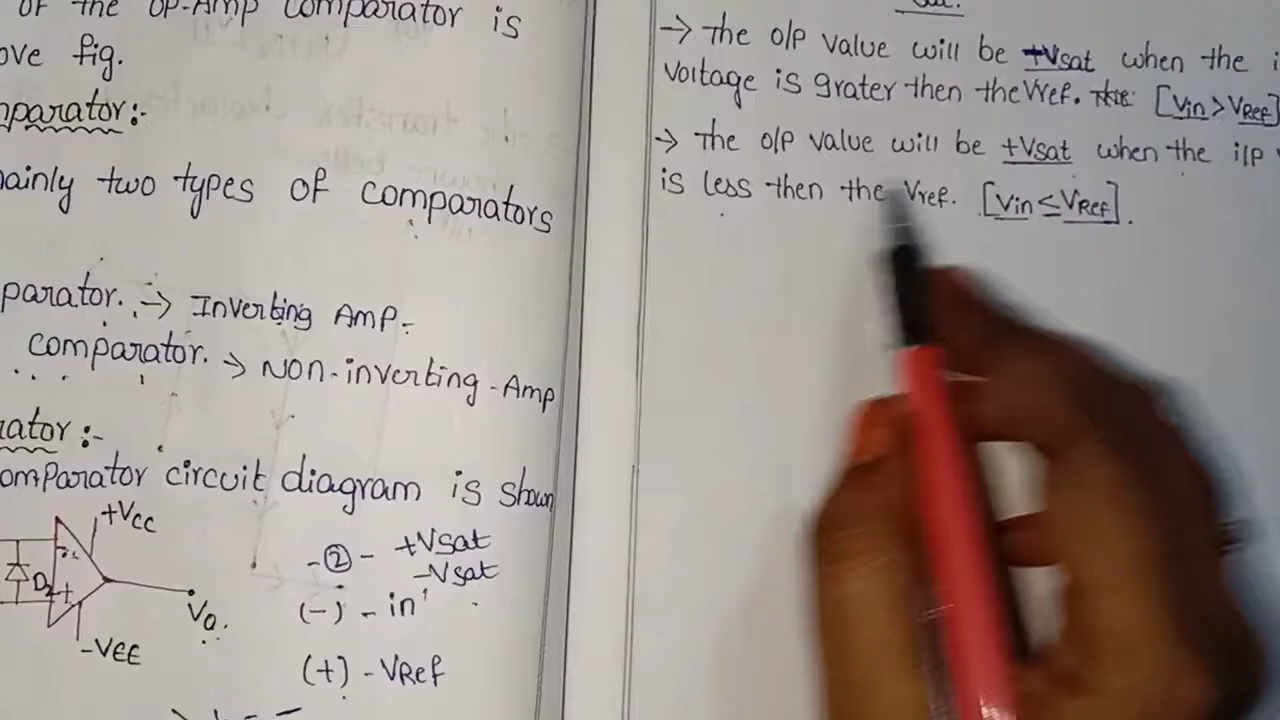 of the op-Amp comparator is
ove fig.
mparator:-
ainly two types of comparators
parator. → Inverting Amp.
comparator. → Non-inverting-Amp
ator:-
omparator circuit diagram is shown
+VCC
D2
+
Vo.
-VEE
-②- +Vsat
-Vsat
(-) - in'
(+) - VRef
→ The o/p value will be +Vsat when the i
voltage is grater then the Vref. [Vin>VRef]
→ The o/p value will be +Vsat when the i/p
is less then the Vref. [Vin≤VRef].